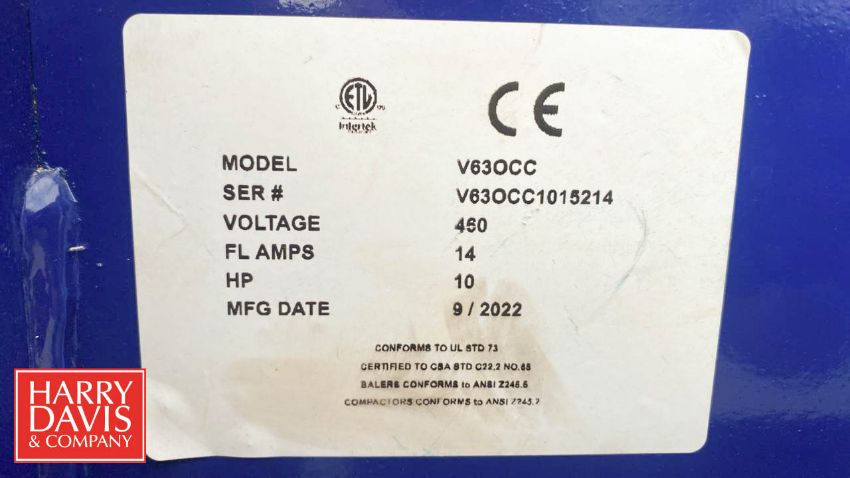 ETL
Intertek
CE
MODEL V63OCC
SER # V63OCC1015214
VOLTAGE 460
FL AMPS 14
HP 10
MFG DATE 9 / 2022
CONFORMS TO UL STD 73
CERTIFIED TO CSA STD C22.2 NO.68
BALERS CONFORMS to ANSI Z245.5
COMPACTORS CONFORMS to ANSI Z245.2
HARRY
DAVIS
& COMPANY